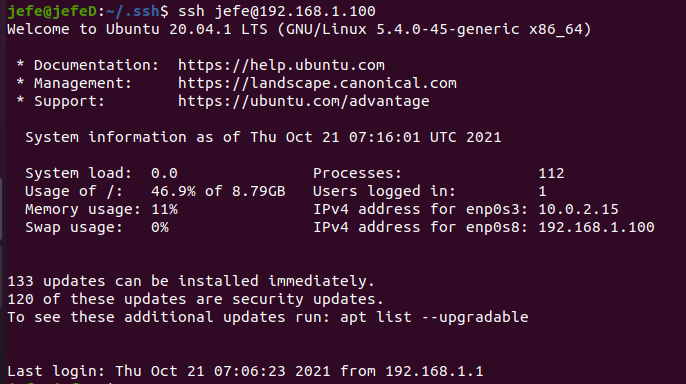 jefe@jefeD:~/.ssh$ ssh jefe@192.168.1.100
Welcome to Ubuntu 20.04.1 LTS (GNU/Linux 5.4.0-45-generic x86_64)
* Documentation:  https://help.ubuntu.com
* Management:     https://landscape.canonical.com
* Support:        https://ubuntu.com/advantage
System information as of Thu Oct 21 07:16:01 UTC 2021
System load:  0.0               Processes:               112
Usage of /:   46.9% of 8.79GB   Users logged in:         1
Memory usage: 11%               IPv4 address for enp0s3: 10.0.2.15
Swap usage:   0%                IPv4 address for enp0s8: 192.168.1.100
133 updates can be installed immediately.
120 of these updates are security updates.
To see these additional updates run: apt list --upgradable
Last login: Thu Oct 21 07:06:23 2021 from 192.168.1.1